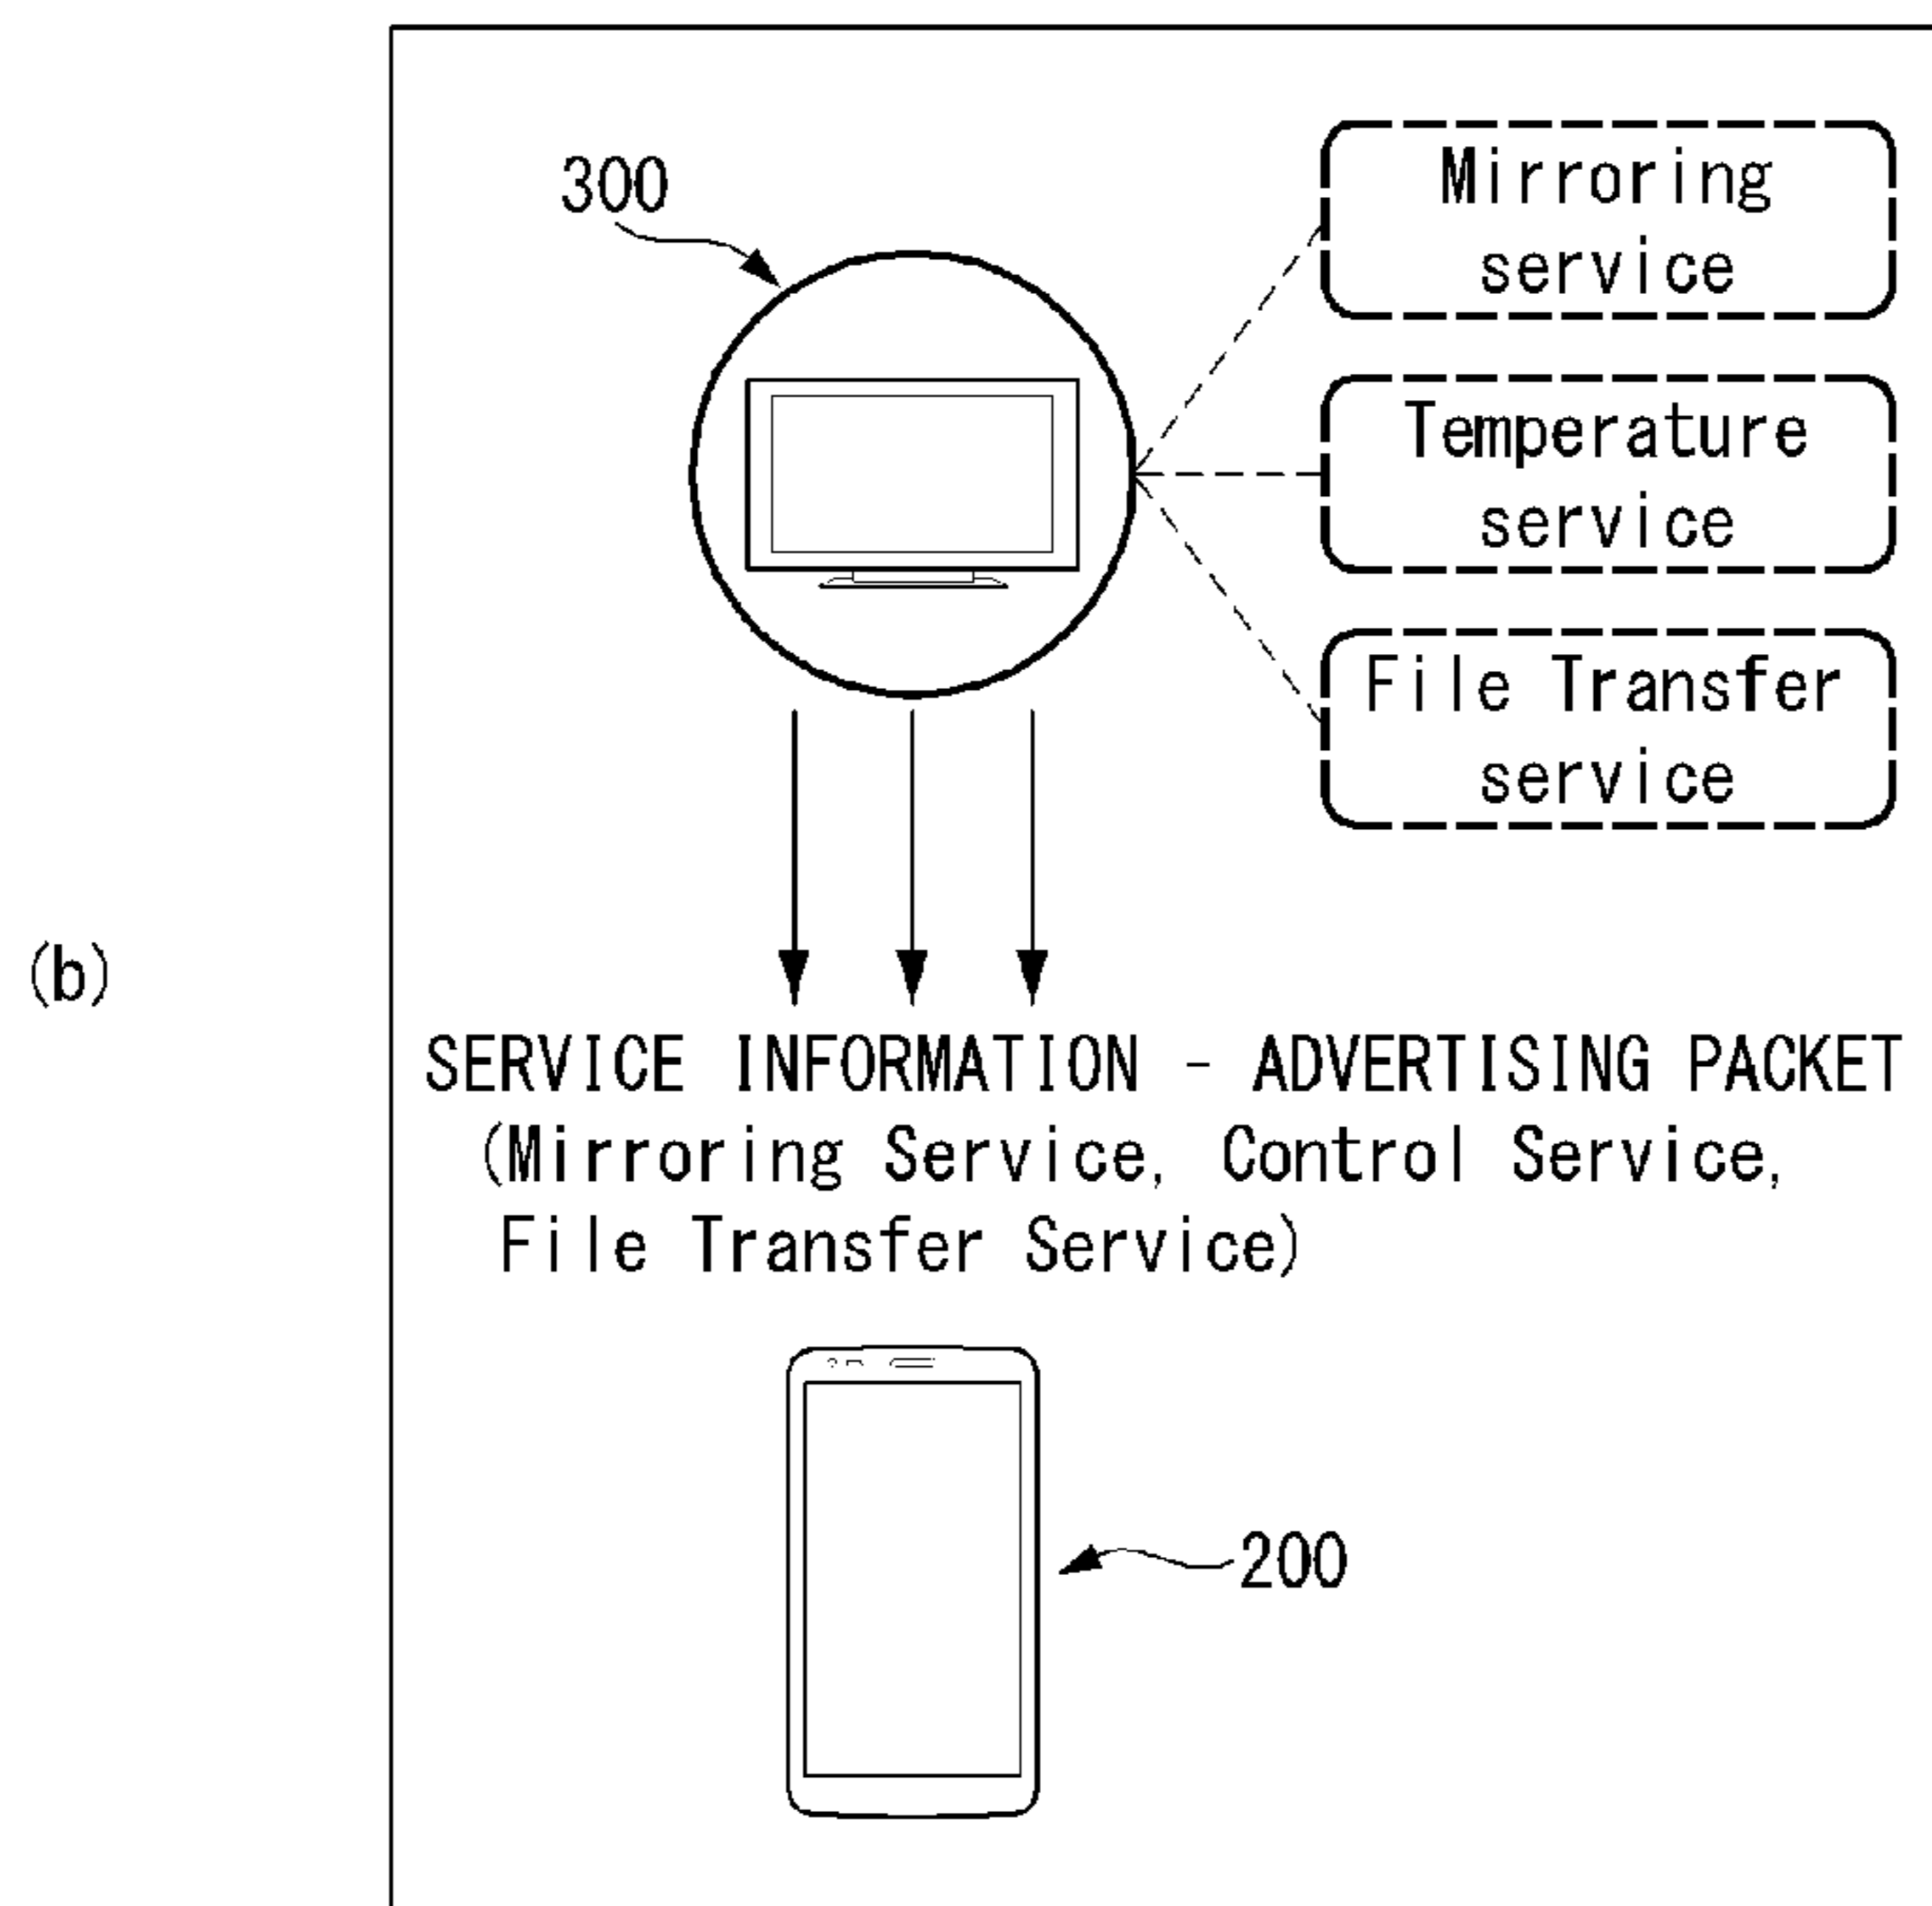 300
Mirroring
service
Temperature
service
File Transfer
service
(b)
SERVICE INFORMATION - ADVERTISING PACKET
(Mirroring Service, Control Service,
File Transfer Service)
200